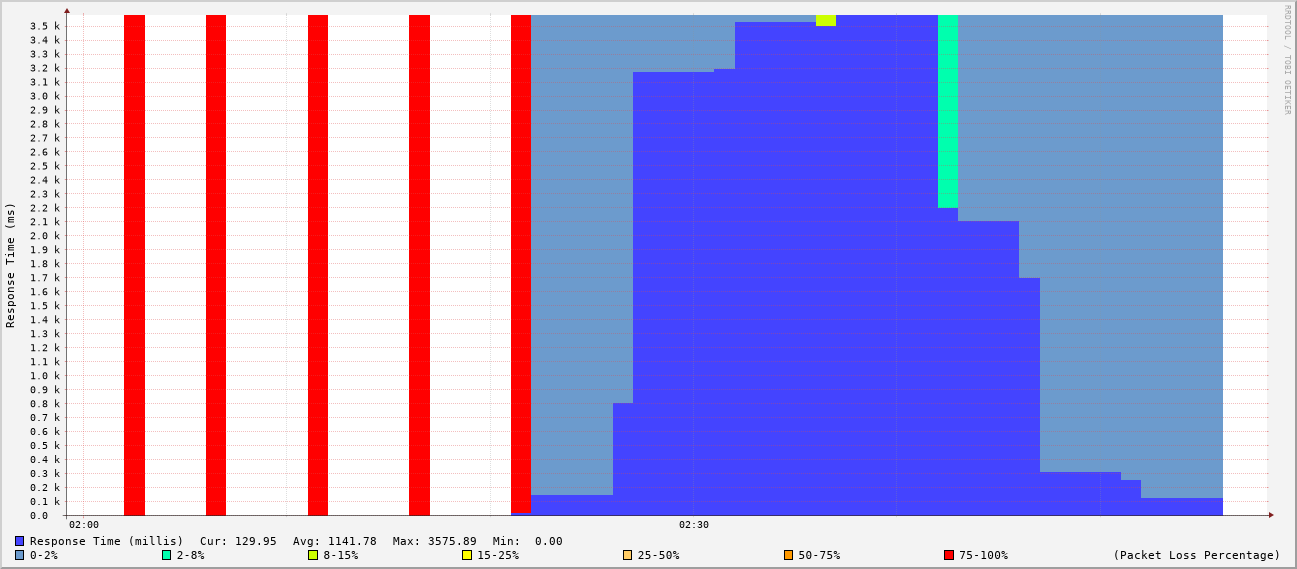 RRDTOOL / TOBI OETIKER
Response Time (ms)
3.5 k
3.4 k
3.3 k
3.2 k
3.1 k
3.0 k
2.9 k
2.8 k
2.7 k
2.6 k
2.5 k
2.4 k
2.3 k
2.2 k
2.1 k
2.0 k
1.9 k
1.8 k
1.7 k
1.6 k
1.5 k
1.4 k
1.3 k
1.2 k
1.1 k
1.0 k
0.9 k
0.8 k
0.7 k
0.6 k
0.5 k
0.4 k
0.3 k
0.2 k
0.1 k
0.0
02:00 02:30
Response Time (millis) Cur: 129.95 Avg: 1141.78 Max: 3575.89 Min: 0.00
0-2% 2-8% 8-15% 15-25% 25-50% 50-75% 75-100% (Packet Loss Percentage)